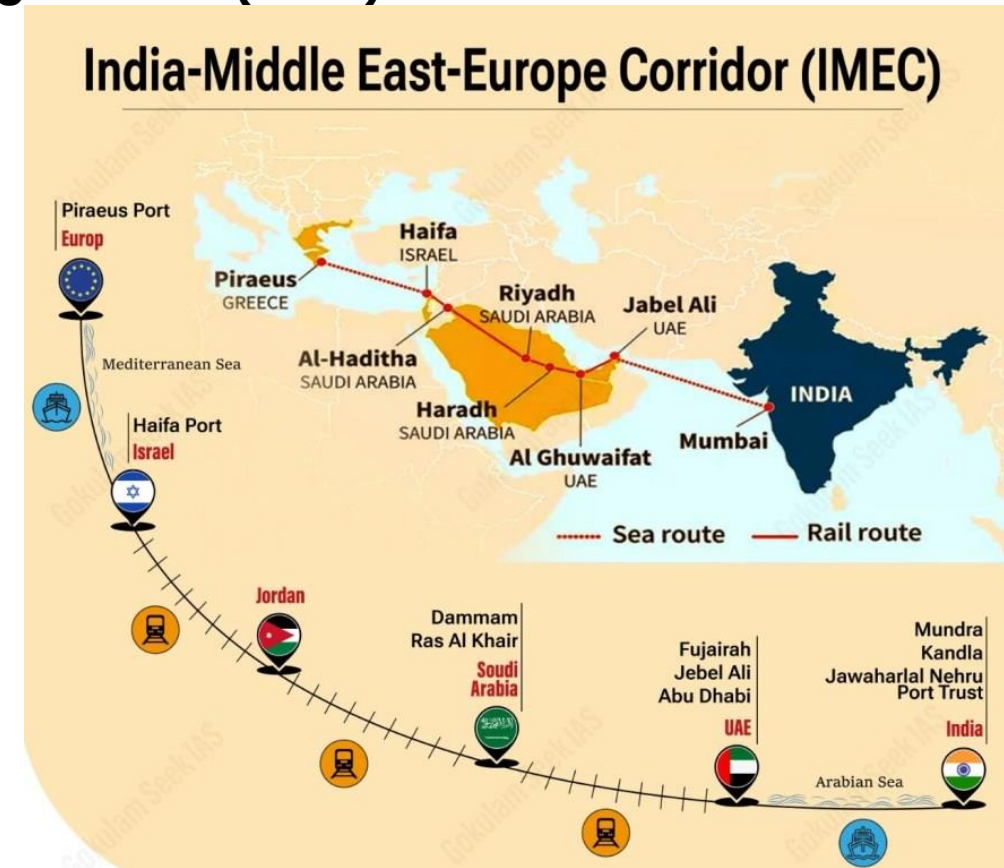 India-Middle East-Europe Corridor (IMEC)
Piraeus Port
Europ
Mediterranean Sea
Haifa Port
Israel
Jordan
Dammam
Ras Al Khair
Soudi
Arabia
Fujairah
Jebel Ali
Abu Dhabi
UAE
Arabian Sea
Mundra
Kandla
Jawaharlal Nehru
Port Trust
India
Piraeus
GREECE
Haifa
ISRAEL
Al-Haditha
SAUDI ARABIA
Riyadh
SAUDI ARABIA
Haradh
SAUDI ARABIA
Al Ghuwaifat
UAE
Jabel Ali
UAE
Mumbai
INDIA
Sea route
Rail route
Gokulam Seek IAS